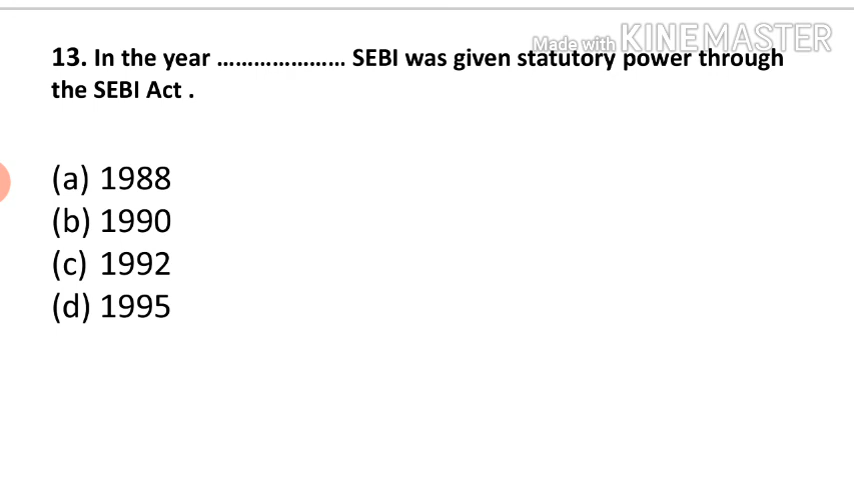 Made with KINEMASTER
13. In the year ..................... SEBI was given statutory power through
the SEBI Act .
(a) 1988
(b) 1990
(c) 1992
(d) 1995